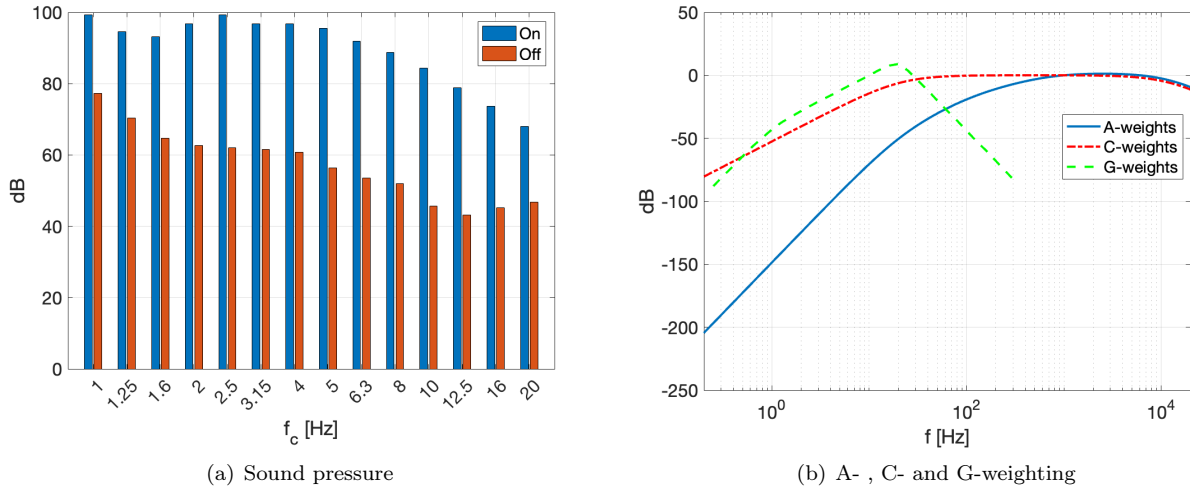 100
80
60
40
20
0
dB
On
Off
1
1.25
1.6
2
2.5
3.15
4
5
6.3
8
10
12.5
16
20
f_c [Hz]
(a) Sound pressure
50
0
-50
-100
-150
-200
-250
dB
A-weights
C-weights
G-weights
10^0
10^2
10^4
f [Hz]
(b) A- , C- and G-weighting